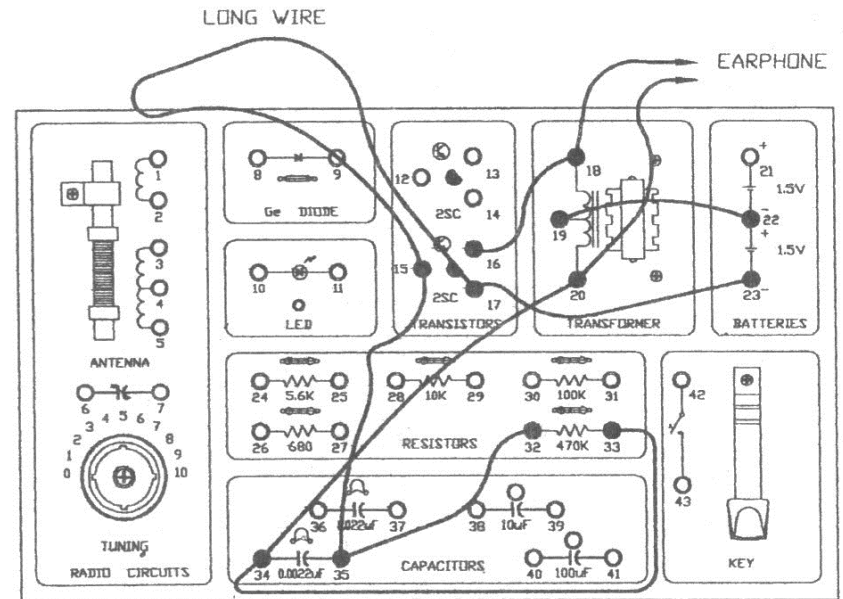 LONG WIRE
EARPHONE
1
2
3
4
5
ANTENNA
6 7
0 1 2 3 4 5 6 7 8 9 10
TUNING
RADIO CIRCUITS
8 9
Ge DIODE
10 11
LED
12 13
2SC 14
15 16
2SC 17
TRANSISTORS
18
19
20
TRANSFORMER
+
21
1.5V
-
22
+
1.5V
23 -
BATTERIES
24 5.6K 25
28 10K 29
30 100K 31
26 680 27
RESISTORS
32 470K 33
36 0.022uF 37
38 10uF 39
34 0.0022uF 35
CAPACITORS
40 100uF 41
42
43
KEY